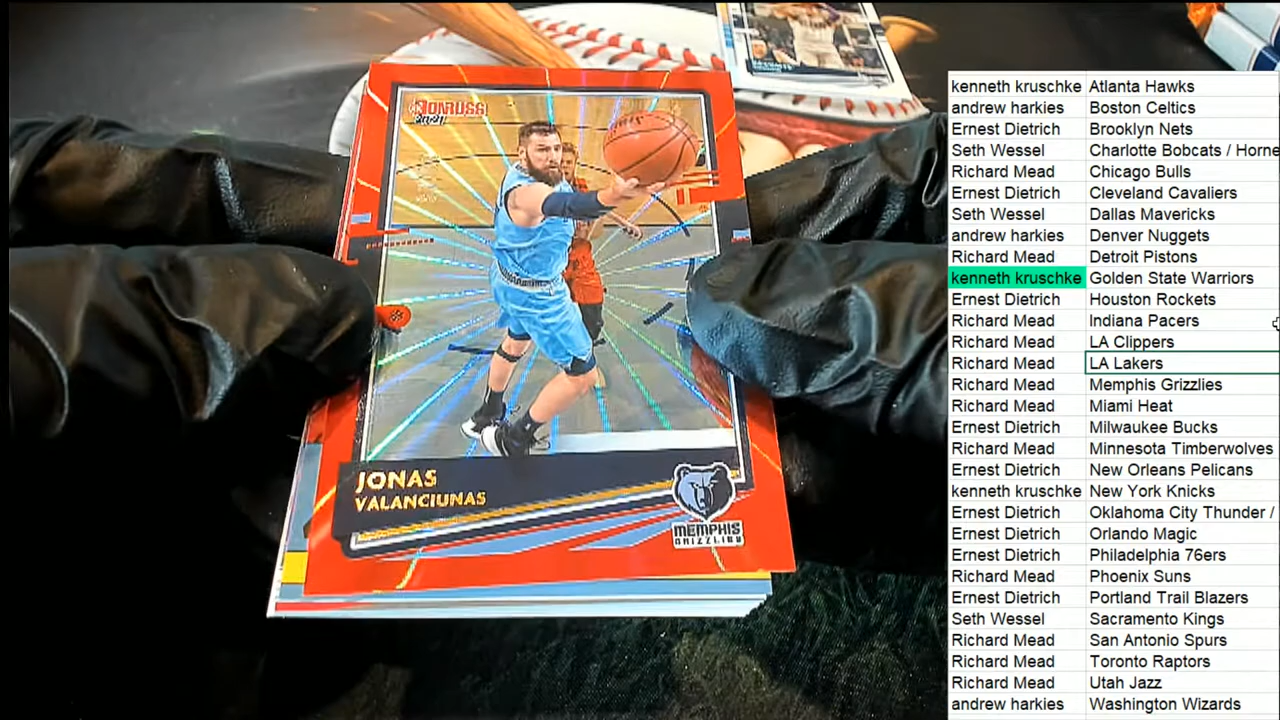 DONRUSS
20-21
JONAS
VALANCIUNAS
MEMPHIS
GRIZZLIES
kenneth kruschke Atlanta Hawks
andrew harkies Boston Celtics
Ernest Dietrich Brooklyn Nets
Seth Wessel Charlotte Bobcats / Horne
Richard Mead Chicago Bulls
Ernest Dietrich Cleveland Cavaliers
Seth Wessel Dallas Mavericks
andrew harkies Denver Nuggets
Richard Mead Detroit Pistons
kenneth kruschke Golden State Warriors
Ernest Dietrich Houston Rockets
Richard Mead Indiana Pacers
Richard Mead LA Clippers
Richard Mead LA Lakers
Richard Mead Memphis Grizzlies
Richard Mead Miami Heat
Ernest Dietrich Milwaukee Bucks
Richard Mead Minnesota Timberwolves
Ernest Dietrich New Orleans Pelicans
kenneth kruschke New York Knicks
Ernest Dietrich Oklahoma City Thunder /
Ernest Dietrich Orlando Magic
Ernest Dietrich Philadelphia 76ers
Richard Mead Phoenix Suns
Ernest Dietrich Portland Trail Blazers
Seth Wessel Sacramento Kings
Richard Mead San Antonio Spurs
Richard Mead Toronto Raptors
Richard Mead Utah Jazz
andrew harkies Washington Wizards